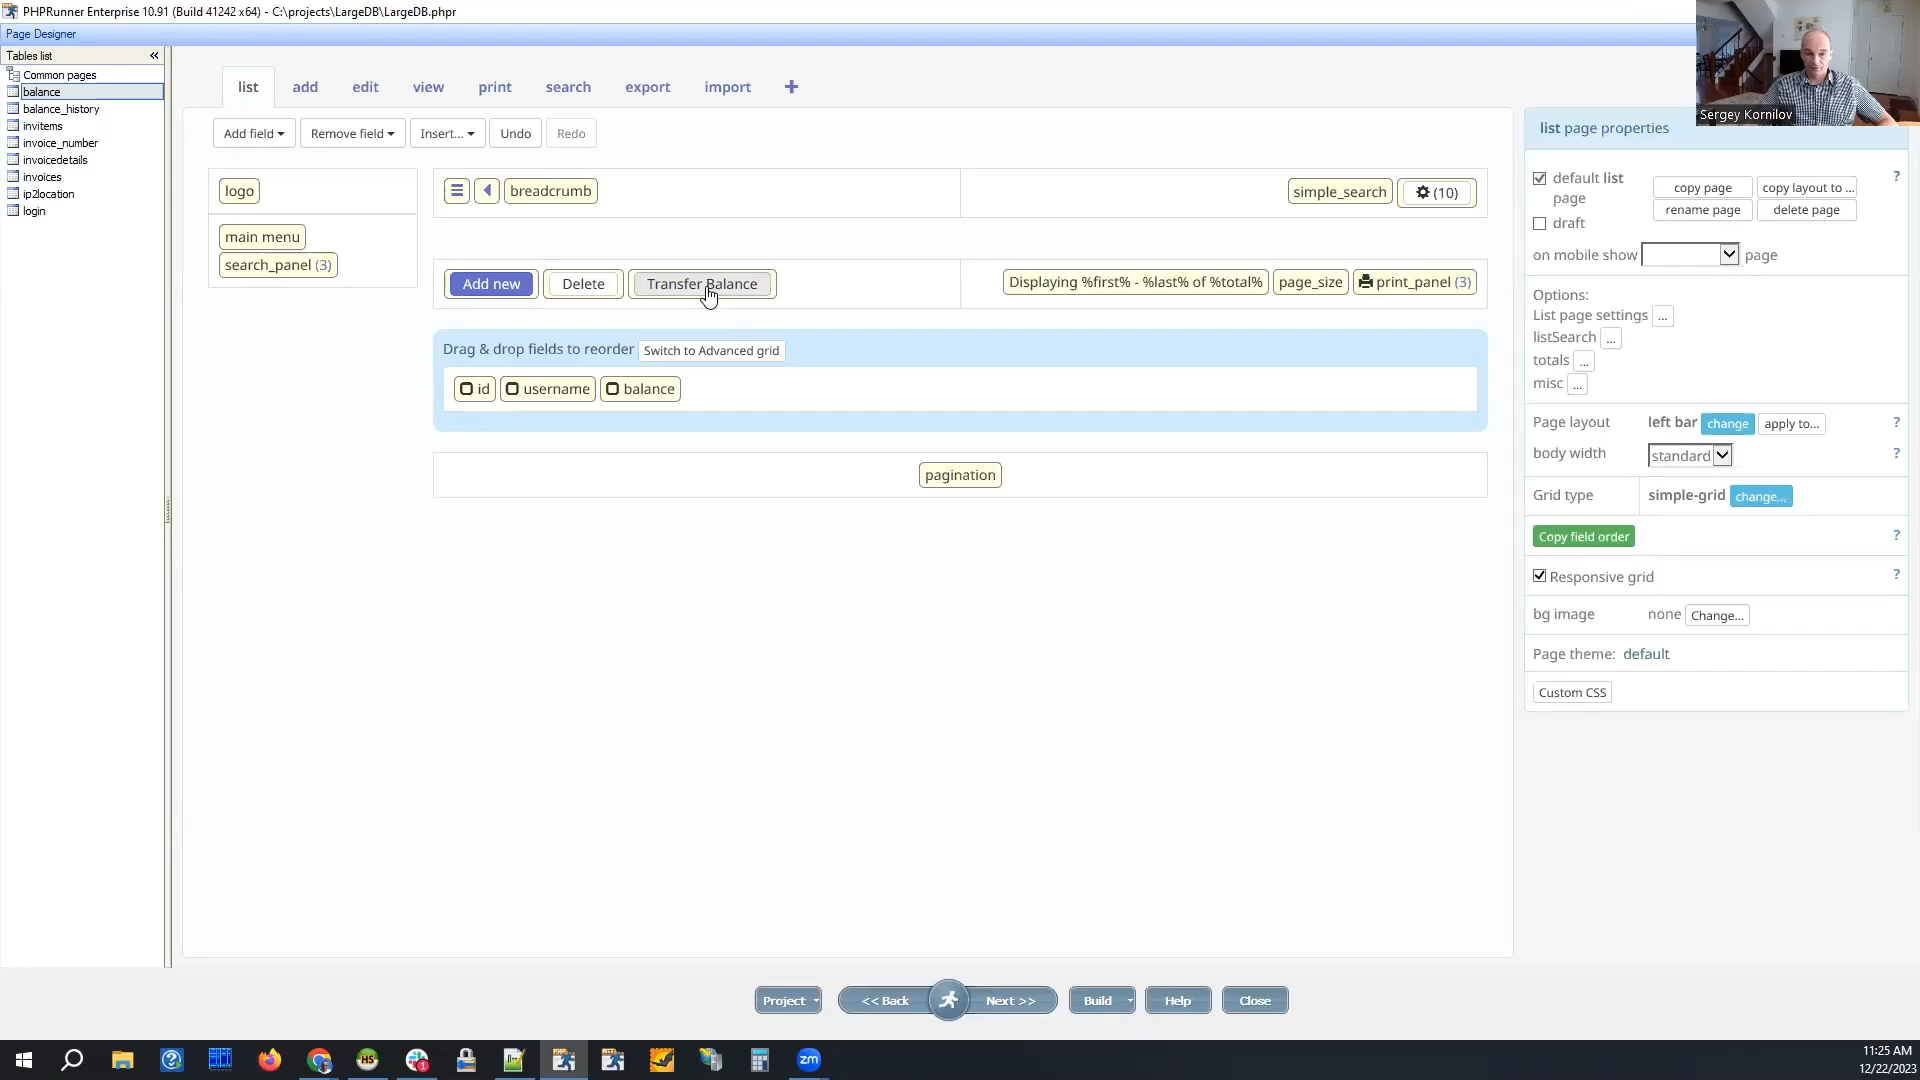 PHPRunner Enterprise 10.91 (Build 41242 x64) - C:\projects\LargeDB\LargeDB.phpr
Page Designer
Tables list
Common pages
balance
balance_history
invitems
invoice_number
invoicedetails
invoices
ip2location
login
list add edit view print search export import
Add field Remove field Insert... Undo Redo
logo
main menu
search_panel (3)
breadcrumb
simple_search (10)
Add new Delete Transfer Balance
Displaying %first% - %last% of %total% page_size print_panel (3)
Drag & drop fields to reorder Switch to Advanced grid
id username balance
pagination
Sergey Kornilov
list page properties
default list page
copy page copy layout to ... ?
rename page delete page
draft
on mobile show page
Options:
List page settings ...
listSearch ...
totals ...
misc ...
Page layout left bar change apply to... ?
body width standard ?
Grid type simple-grid change...
Copy field order ?
Responsive grid ?
bg image none Change...
Page theme: default
Custom CSS
Project << Back Next >> Build Help Close
HS
1
zm
11:25 AM
12/22/2023